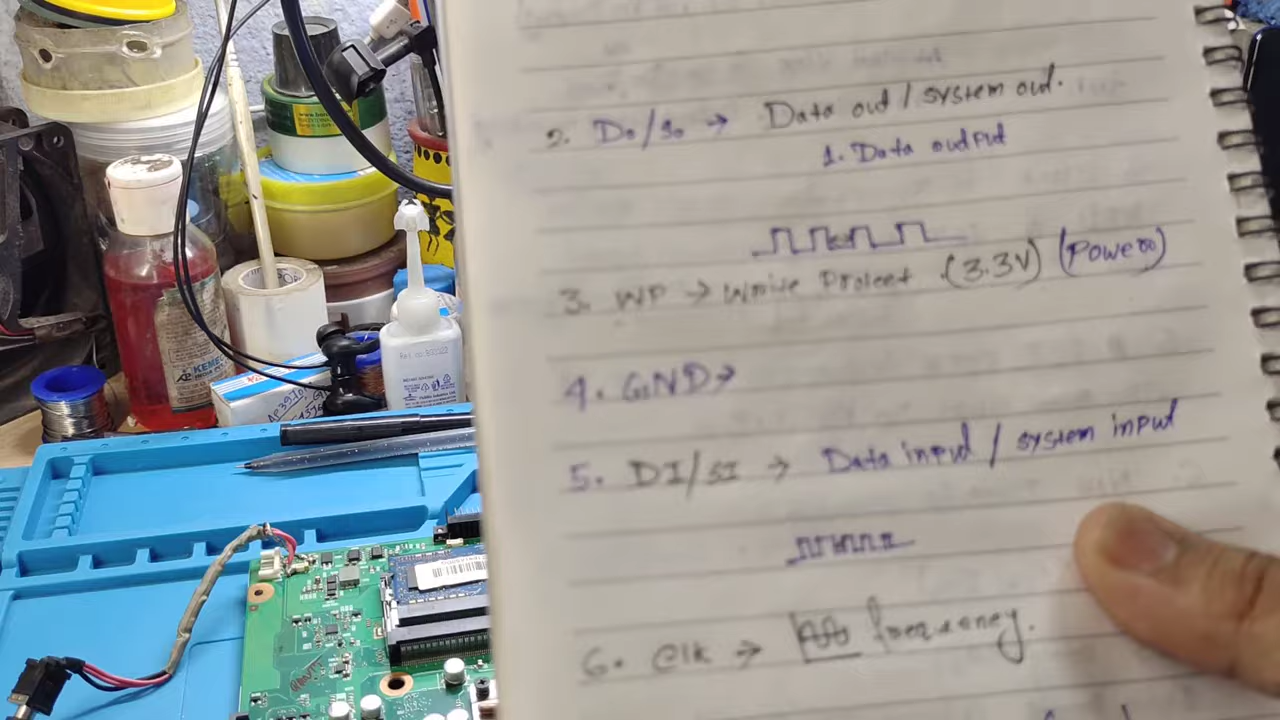 2. Do/So → Data out / system out.
1. Data output
3. WP → Write Protect (3.3V) (Power)
4. GND →
5. DI/SI → Data input / system input
6. Clk → frequency.
KEMEC